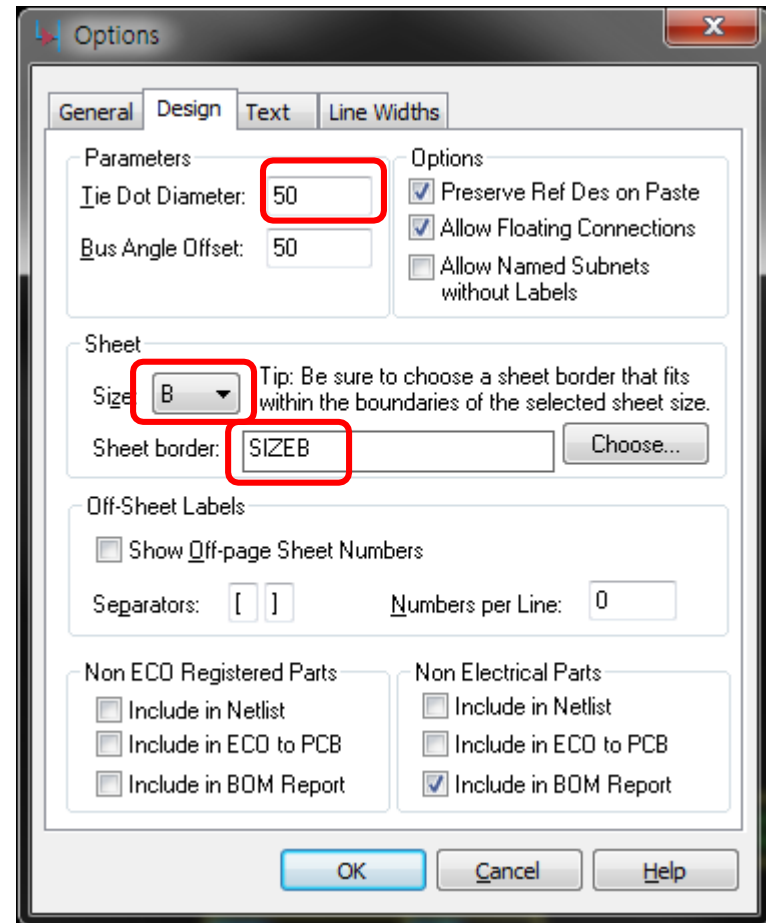 Options
General Design Text Line Widths
Parameters
Tie Dot Diameter: 50
Bus Angle Offset: 50
Options
Preserve Ref Des on Paste
Allow Floating Connections
Allow Named Subnets
without Labels
Sheet
Size B
Tip: Be sure to choose a sheet border that fits
within the boundaries of the selected sheet size.
Sheet border: SIZEB Choose...
Off-Sheet Labels
Show Off-page Sheet Numbers
Separators: [ ] Numbers per Line: 0
Non ECO Registered Parts
Include in Netlist
Include in ECO to PCB
Include in BOM Report
Non Electrical Parts
Include in Netlist
Include in ECO to PCB
Include in BOM Report
OK Cancel Help